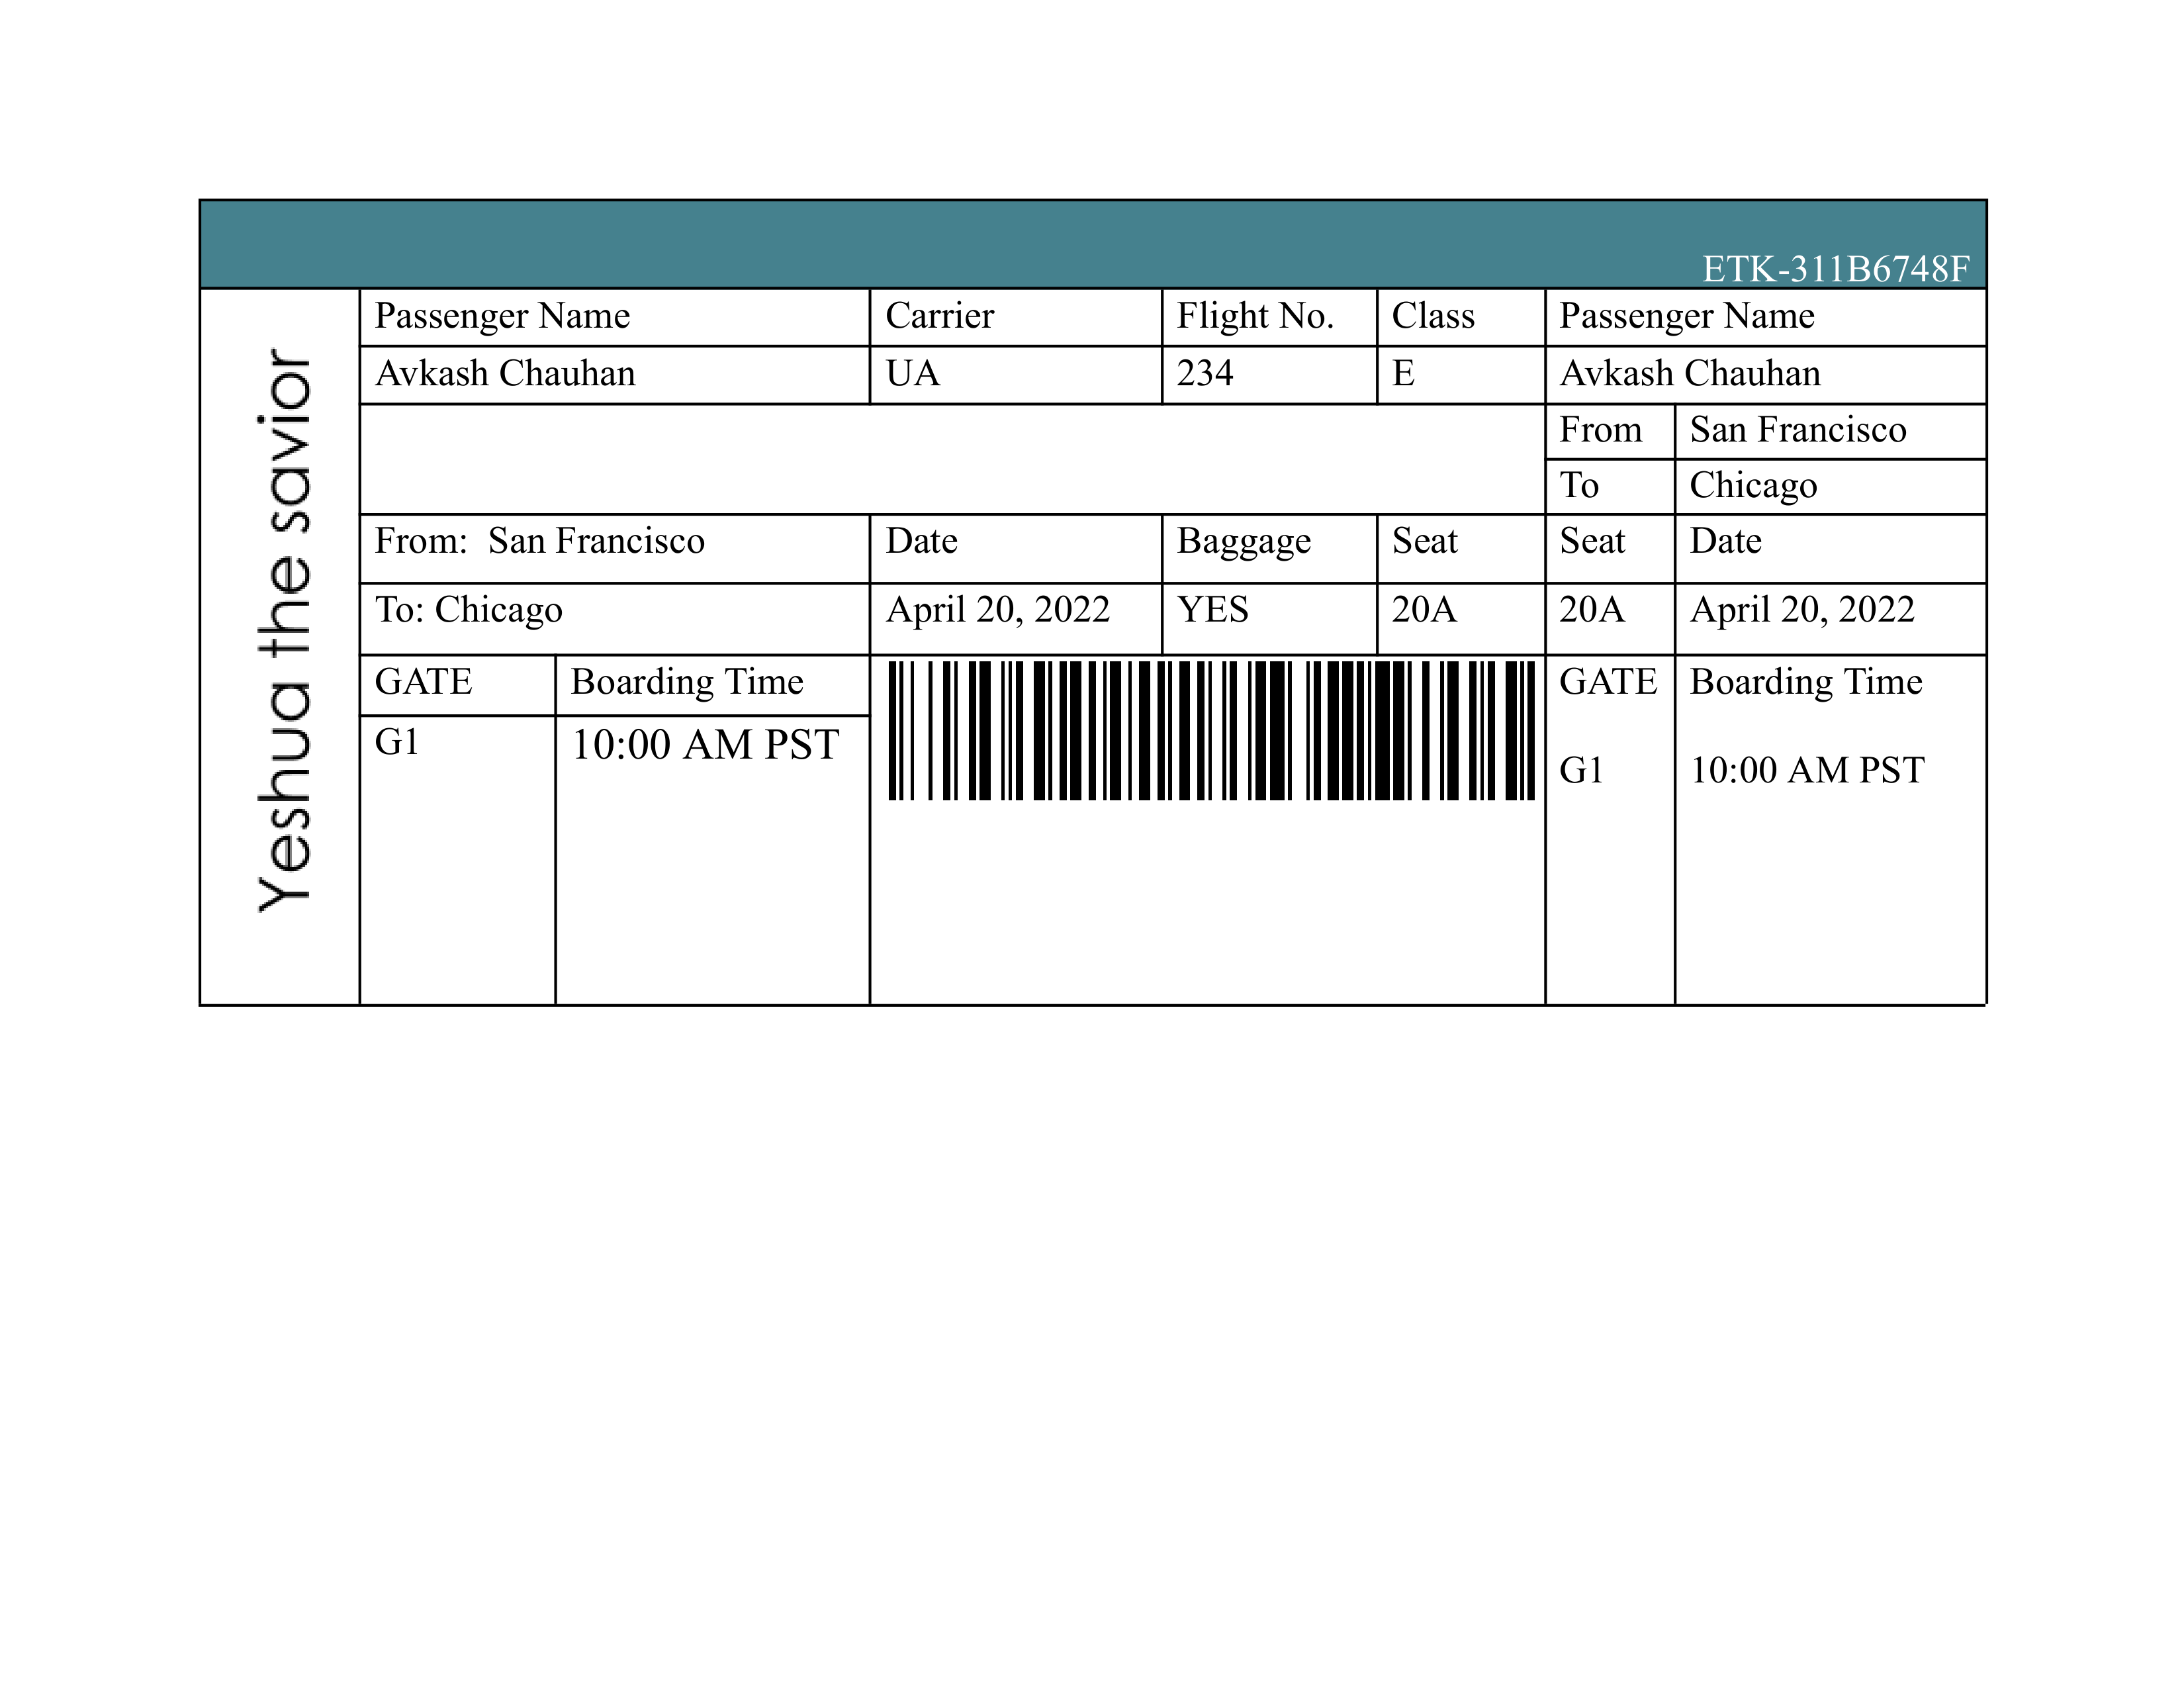 ETK-311B6748F
Yeshua the savior
Passenger Name Carrier Flight No. Class Passenger Name
Avkash Chauhan UA 234 E Avkash Chauhan
From San Francisco
To Chicago
From: San Francisco Date Baggage Seat Seat Date
To: Chicago April 20, 2022 YES 20A 20A April 20, 2022
GATE Boarding Time GATE Boarding Time
G1 10:00 AM PST G1 10:00 AM PST